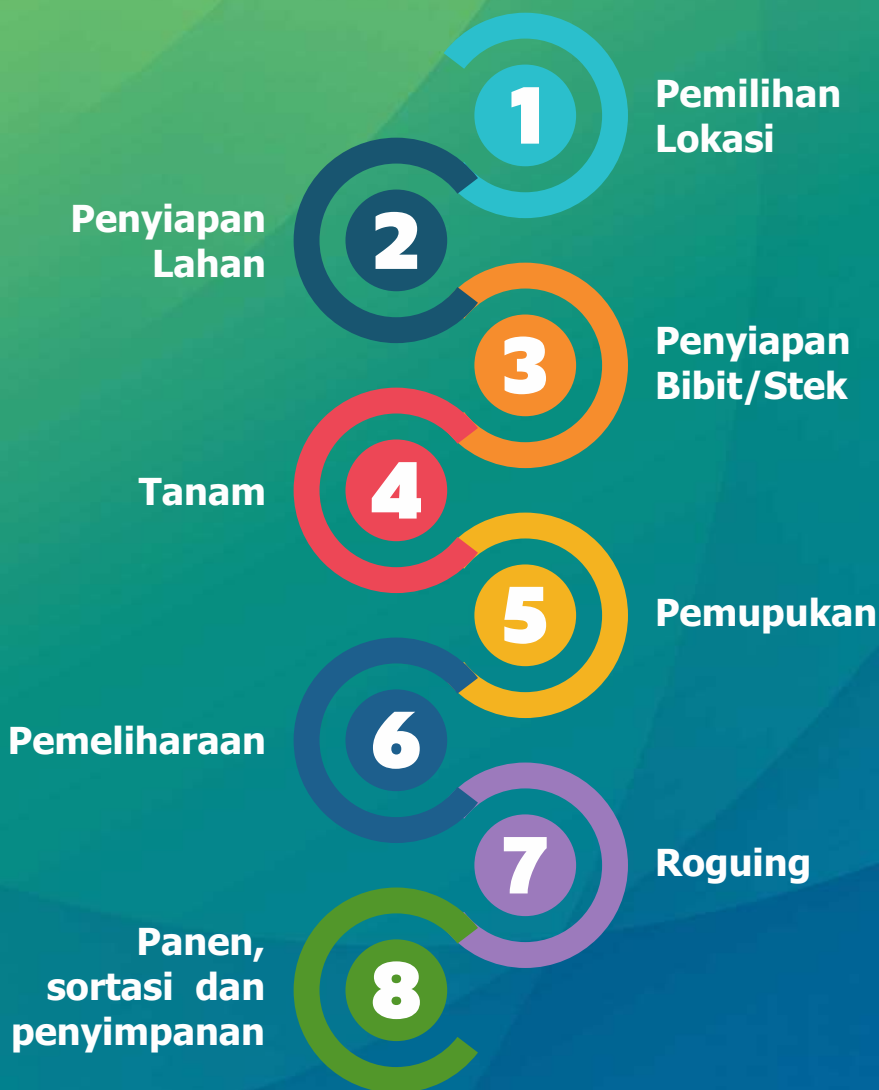 1
Pemilihan
Lokasi
2
Penyiapan
Lahan
3
Penyiapan
Bibit/Stek
4
Tanam
5
Pemupukan
6
Pemeliharaan
7
Roguing
8
Panen,
sortasi dan
penyimpanan